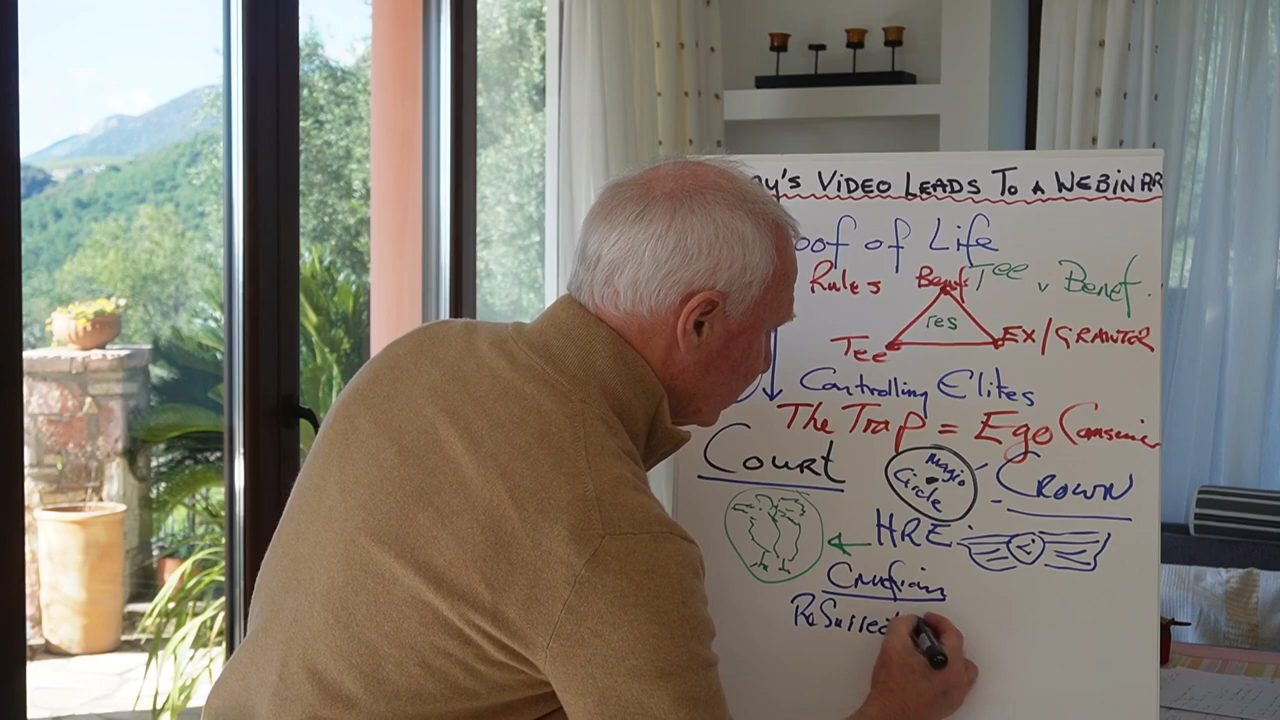 ay's VIDEO LEADS TO A WEBINAR
oof of Life
Rules Benef Tee v Benef.
res
Tee EX/GRANTOR
Controlling Elites
The Trap = Ego
Court Magic Circle CROWN
HRE